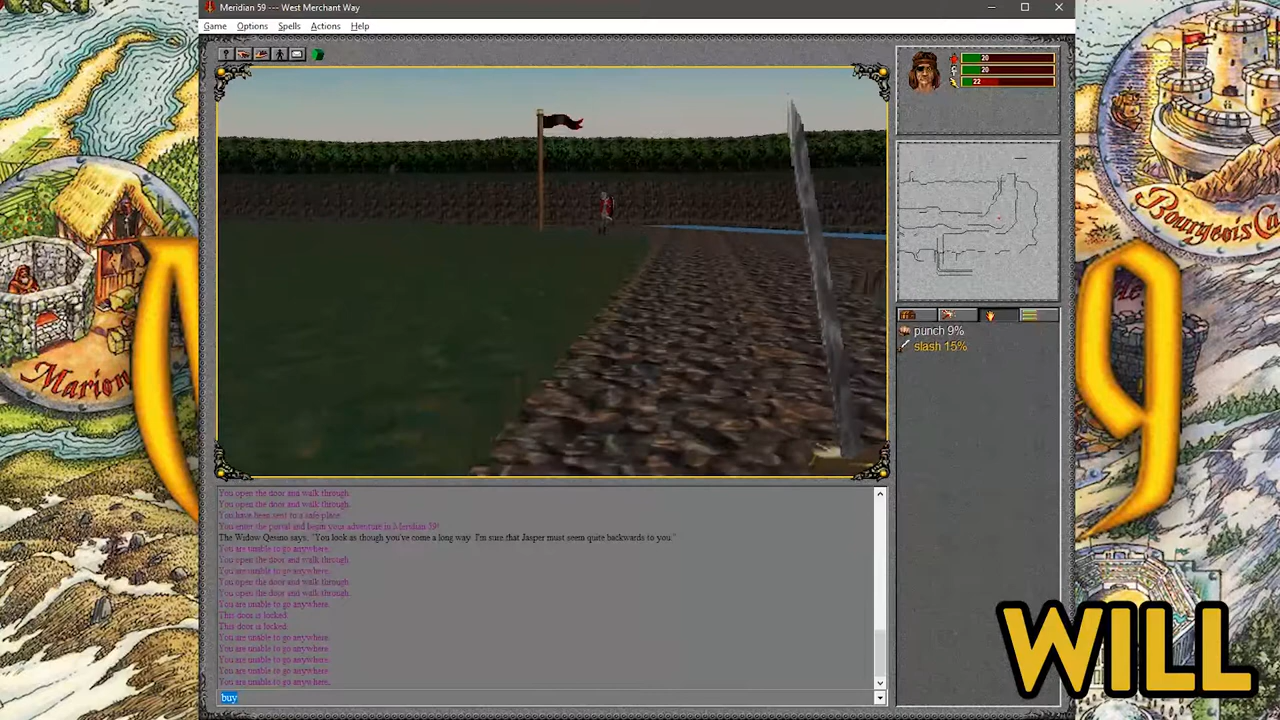 Meridian 59 --- West Merchant Way
Game Options Spells Actions Help
20
20
22
punch 9%
slash 15%
You open the door and walk through.
You open the door and walk through.
You have been sent to a safe place.
You enter the portal and begin your adventure in Meridian 59!
The Widow Qesino says, "You look as though you've come a long way. I'm sure that Jasper must seem quite backwards to you."
You are unable to go anywhere.
You open the door and walk through.
You are unable to go anywhere.
You open the door and walk through.
You open the door and walk through.
You are unable to go anywhere.
This door is locked.
This door is locked.
You are unable to go anywhere.
You are unable to go anywhere.
You are unable to go anywhere.
You are unable to go anywhere.
You are unable to go anywhere.
buy
Marion
Bourgeois Ca
9
WILL